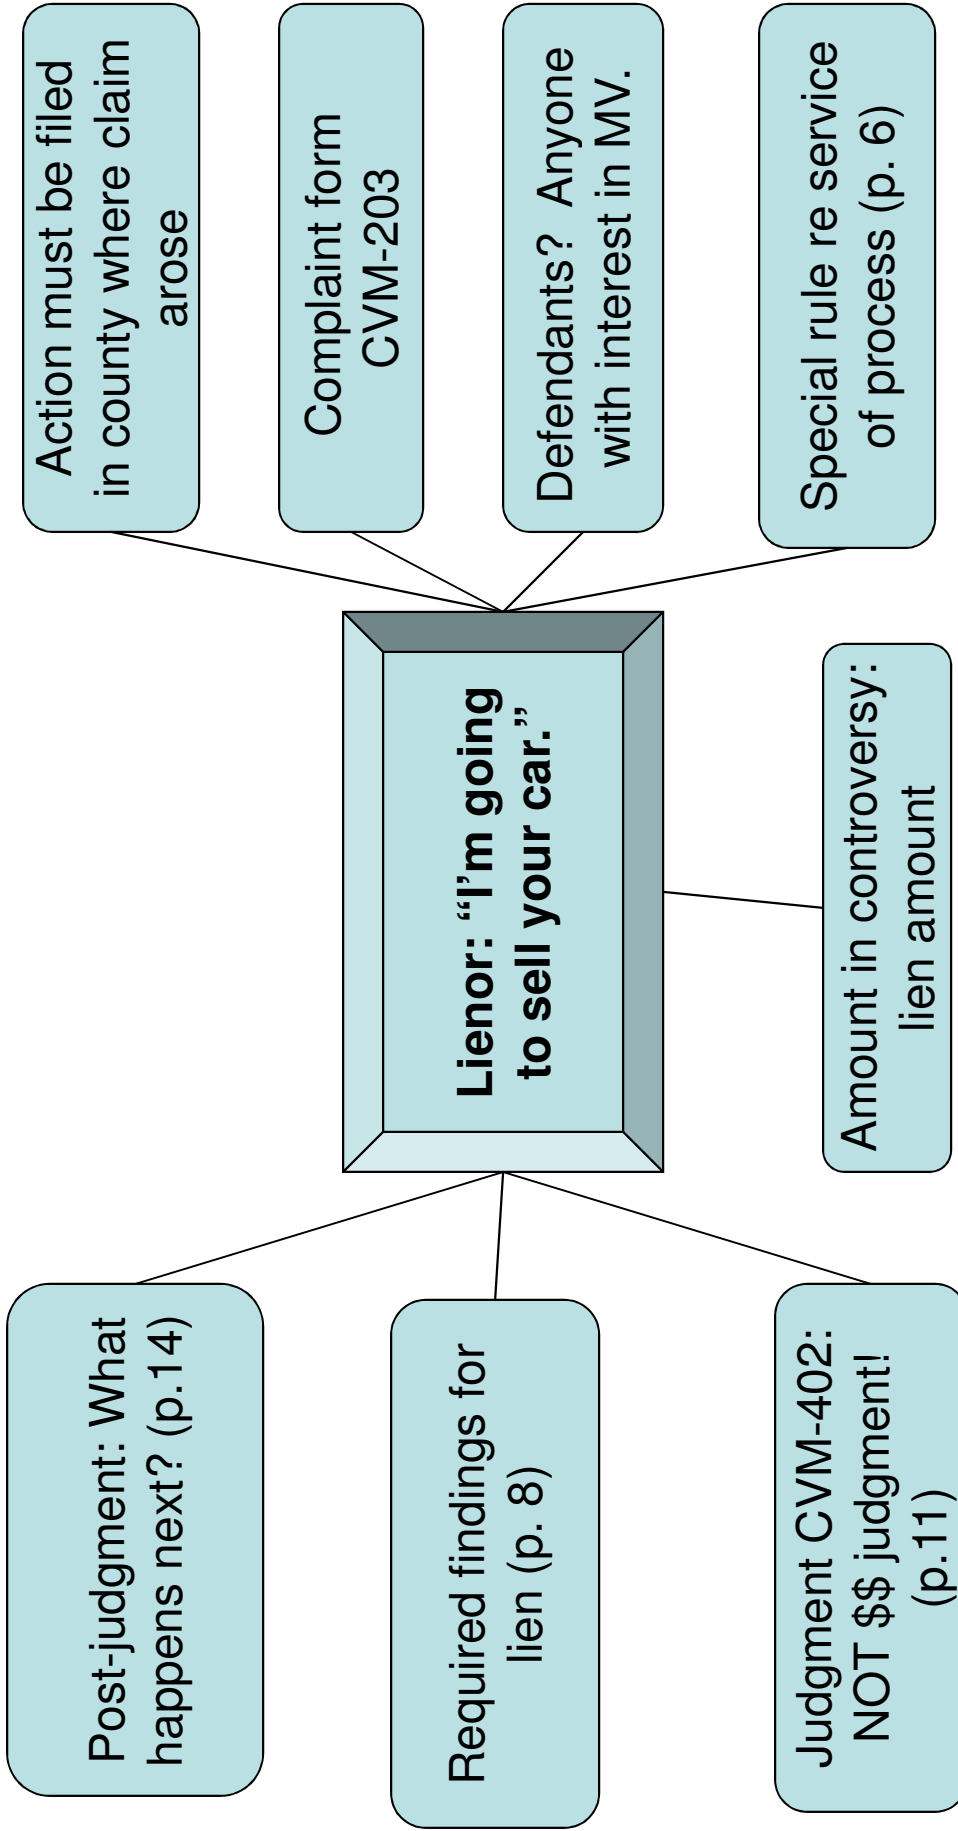 Post-judgment: What
happens next? (p.14)
Required findings for
lien (p. 8)
Judgment CVM-402:
NOT $$ judgment!
(p.11)
Lienor: “I’m going
to sell your car.”
Amount in controversy:
lien amount
Action must be filed
in county where claim
arose
Complaint form
CVM-203
Defendants? Anyone
with interest in MV.
Special rule re service
of process (p. 6)